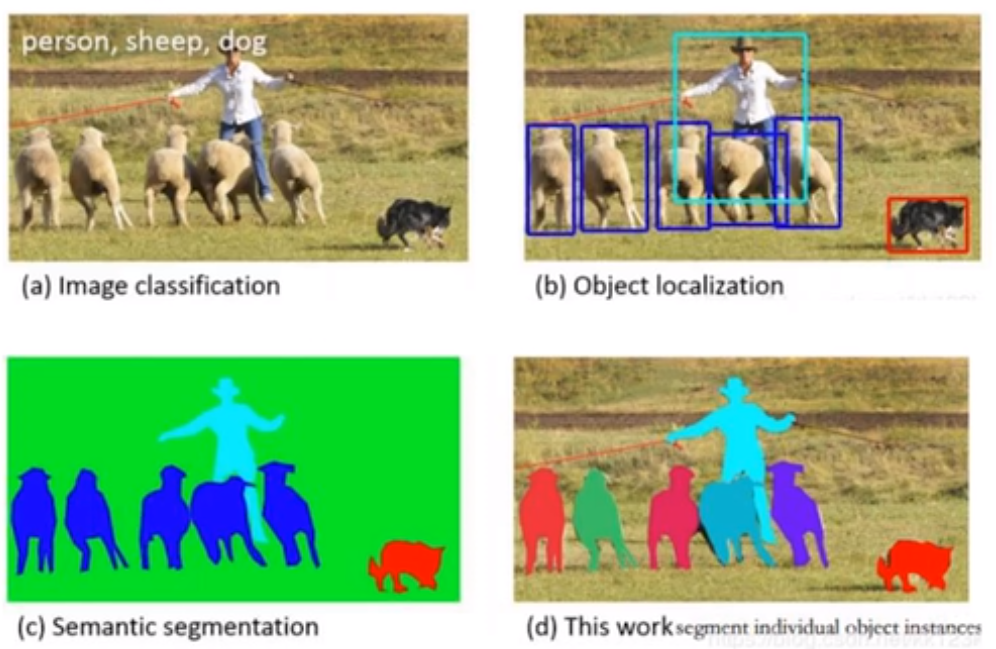 person, sheep, dog
(a) Image classification
(b) Object localization
(c) Semantic segmentation
(d) This work segment individual object instances